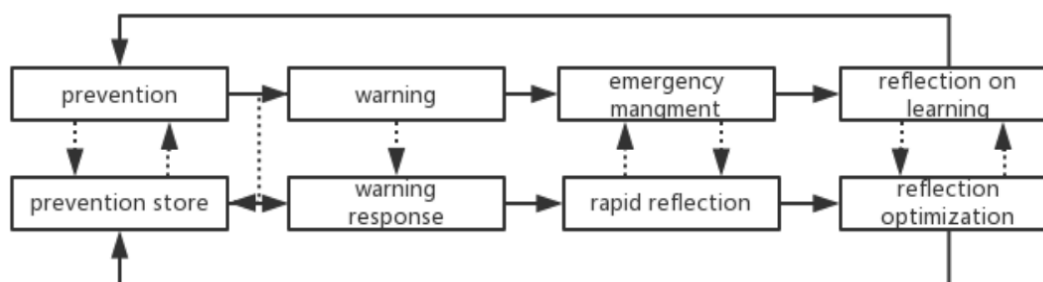 prevention
warning
emergency
mangment
reflection on
learning
prevention store
warning
response
rapid reflection
reflection
optimization